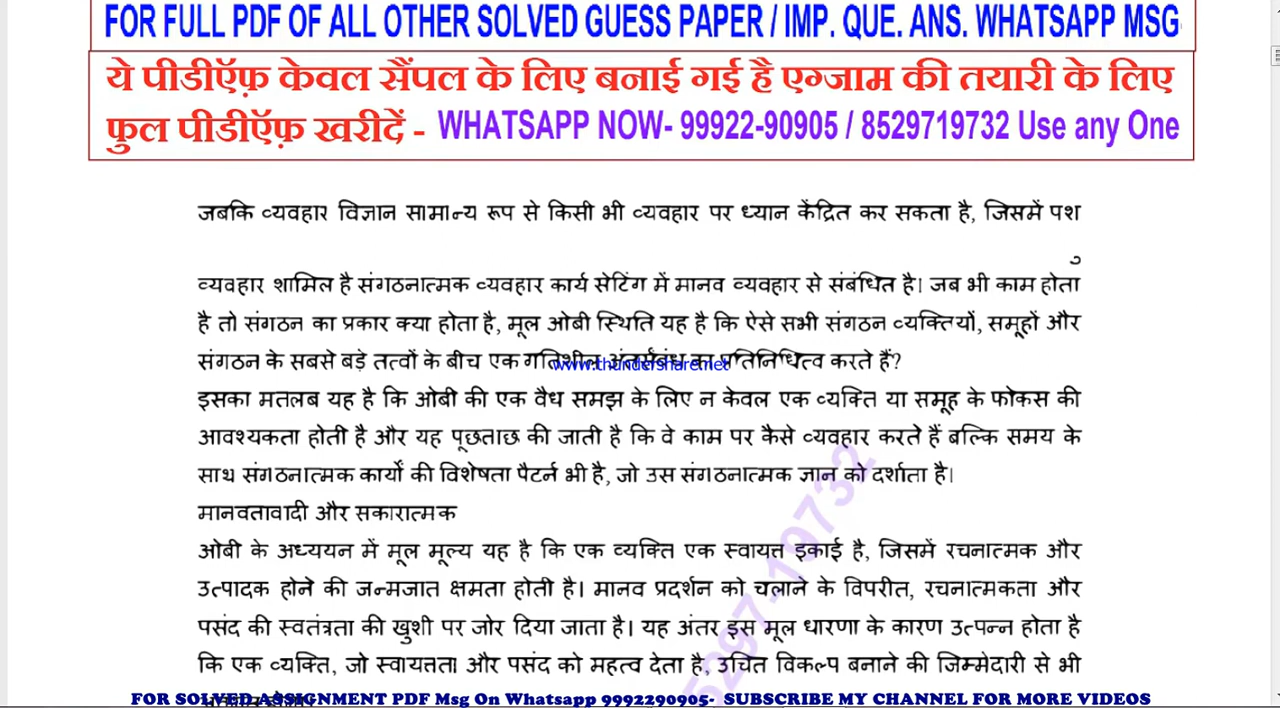 FOR FULL PDF OF ALL OTHER SOLVED GUESS PAPER / IMP. QUE. ANS. WHATSAPP MSG
ये पीडीऍफ़ केवल सैंपल के लिए बनाई गई है एग्जाम की तयारी के लिए
फुल पीडीऍफ़ खरीदें - WHATSAPP NOW- 99922-90905 / 8529719732 Use any One
जबकि व्यवहार विज्ञान सामान्य रूप से किसी भी व्यवहार पर ध्यान केंद्रित कर सकता है, जिसमें पशु
व्यवहार शामिल है संगठनात्मक व्यवहार कार्य सेटिंग में मानव व्यवहार से संबंधित है। जब भी काम होता
है तो संगठन का प्रकार क्या होता है, मूल ओबी स्थिति यह है कि ऐसे सभी संगठन व्यक्तियों, समूहों और
संगठन के सबसे बड़े तत्वों के बीच एक गतिशील अंतर्संबंध का प्रतिनिधित्व करते हैं?
www.thundershare.net
इसका मतलब यह है कि ओबी की एक वैध समझ के लिए न केवल एक व्यक्ति या समूह के फोकस की
आवश्यकता होती है और यह पूछताछ की जाती है कि वे काम पर कैसे व्यवहार करते हैं बल्कि समय के
साथ संगठनात्मक कार्यों की विशेषता पैटर्न भी है, जो उस संगठनात्मक ज्ञान को दर्शाता है।
मानवतावादी और सकारात्मक
ओबी के अध्ययन में मूल मूल्य यह है कि एक व्यक्ति एक स्वायत्त इकाई है, जिसमें रचनात्मक और
उत्पादक होने की जन्मजात क्षमता होती है। मानव प्रदर्शन को चलाने के विपरीत, रचनात्मकता और
पसंद की स्वतंत्रता की खुशी पर जोर दिया जाता है। यह अंतर इस मूल धारणा के कारण उत्पन्न होता है
कि एक व्यक्ति, जो स्वायत्तता और पसंद को महत्व देता है, उचित विकल्प बनाने की जिम्मेदारी से भी
FOR SOLVED ASSIGNMENT PDF Msg On Whatsapp 9992290905- SUBSCRIBE MY CHANNEL FOR MORE VIDEOS